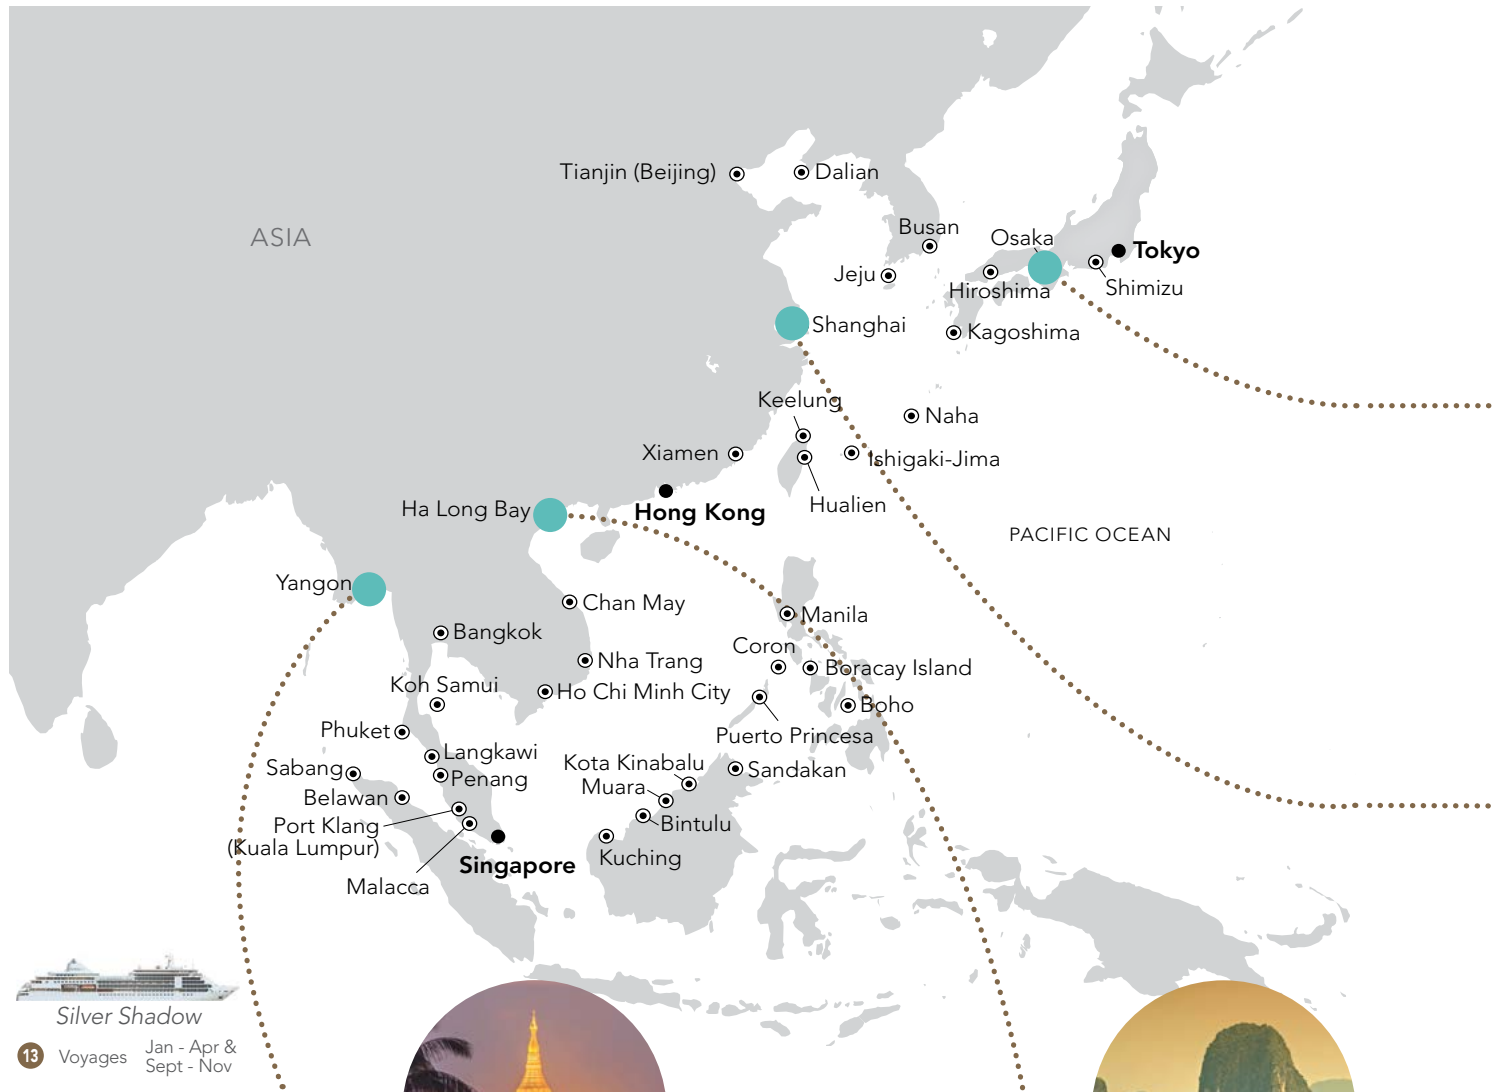 Tianjin (Beijing)
Dalian
ASIA
Busan
Osaka
Tokyo
Jeju
Hiroshima
Shimizu
Shanghai
Kagoshima
Keelung
Naha
Xiamen
Ishigaki-Jima
Hualien
Ha Long Bay
Hong Kong
PACIFIC OCEAN
Yangon
Chan May
Manila
Bangkok
Coron
Nha Trang
Boracay Island
Koh Samui
Ho Chi Minh City
Boho
Phuket
Puerto Princesa
Langkawi
Kota Kinabalu
Sabang
Penang
Sandakan
Muara
Belawan
Port Klang
(Kuala Lumpur)
Bintulu
Singapore
Kuching
Malacca
Silver Shadow
13 Voyages
Jan - Apr &
Sept - Nov